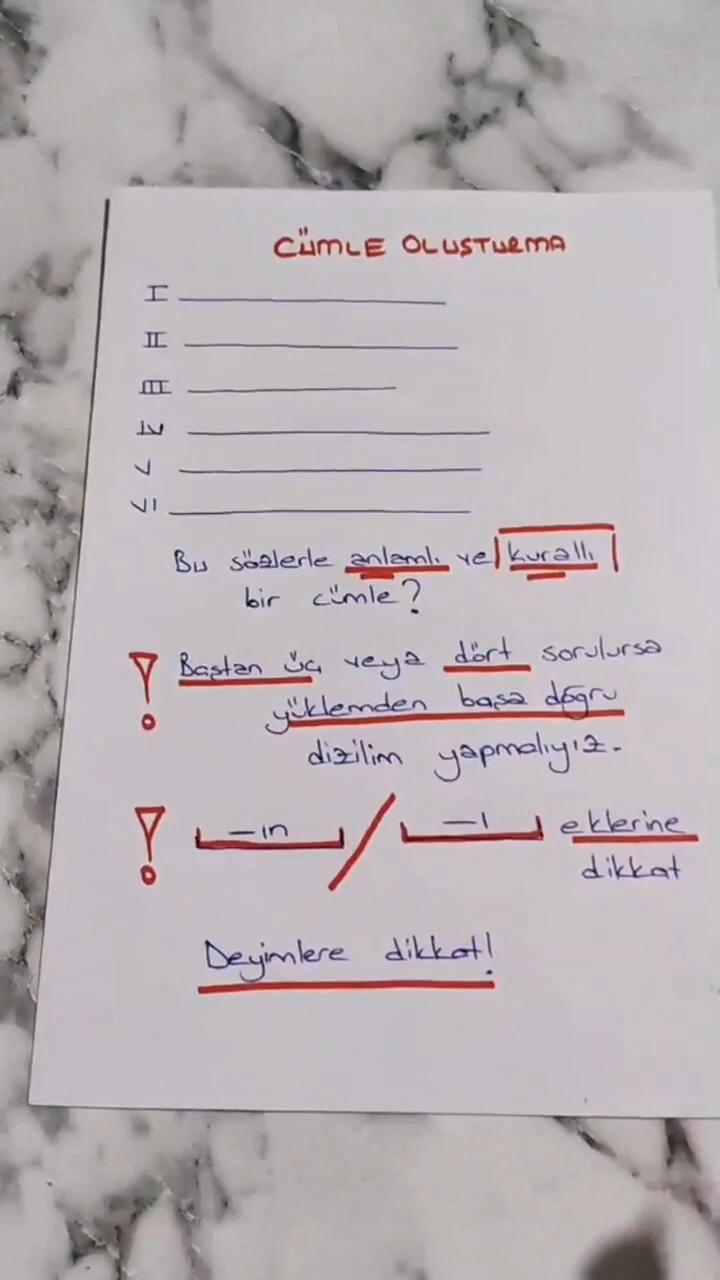 CÜMLE OLUŞTURMA
I
II
III
IV
V
VI
Bu sözlerle anlamlı ve kurallı
bir cümle?
! Baştan üç veya dört sorulursa
yüklemden başa doğru
dizilim yapmalıyız.
! -ın / -ı eklerine
dikkat
Deyimlere dikkat!